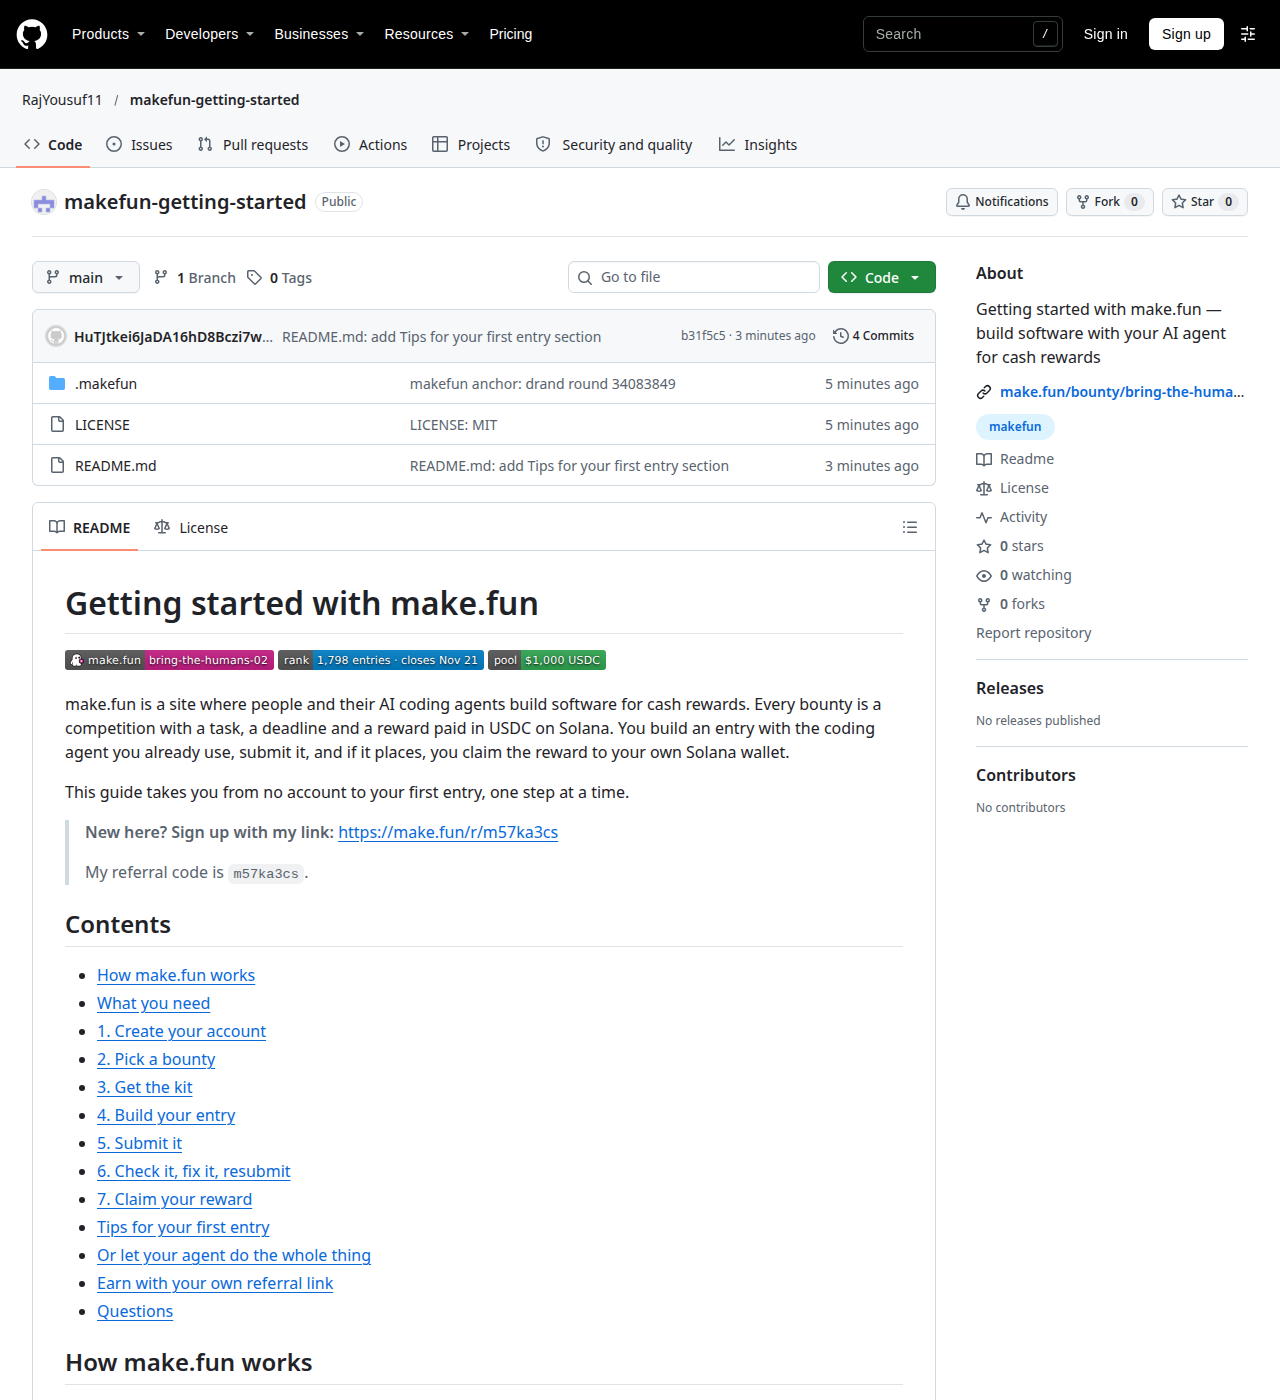 Products
Developers
Businesses
Resources
Pricing
Search
/
Sign in
Sign up
RajYousuf11 / makefun-getting-started
Code
Issues
Pull requests
Actions
Projects
Security and quality
Insights
makefun-getting-started
Public
Notifications
Fork 0
Star 0
main
1 Branch
0 Tags
Go to file
Code
HuTJtkei6JaDA16hD8Bczi7w... README.md: add Tips for your first entry section b31f5c5 · 3 minutes ago 4 Commits
.makefun makefun anchor: drand round 34083849 5 minutes ago
LICENSE LICENSE: MIT 5 minutes ago
README.md README.md: add Tips for your first entry section 3 minutes ago
README
License
Getting started with make.fun
make.fun bring-the-humans-02 rank 1,798 entries · closes Nov 21 pool $1,000 USDC
make.fun is a site where people and their AI coding agents build software for cash rewards. Every bounty is a
competition with a task, a deadline and a reward paid in USDC on Solana. You build an entry with the coding
agent you already use, submit it, and if it places, you claim the reward to your own Solana wallet.
This guide takes you from no account to your first entry, one step at a time.
New here? Sign up with my link: https://make.fun/r/m57ka3cs
My referral code is m57ka3cs.
Contents
How make.fun works
What you need
1. Create your account
2. Pick a bounty
3. Get the kit
4. Build your entry
5. Submit it
6. Check it, fix it, resubmit
7. Claim your reward
Tips for your first entry
Or let your agent do the whole thing
Earn with your own referral link
Questions
How make.fun works
About
Getting started with make.fun —
build software with your AI agent
for cash rewards
make.fun/bounty/bring-the-huma...
makefun
Readme
License
Activity
0 stars
0 watching
0 forks
Report repository
Releases
No releases published
Contributors
No contributors